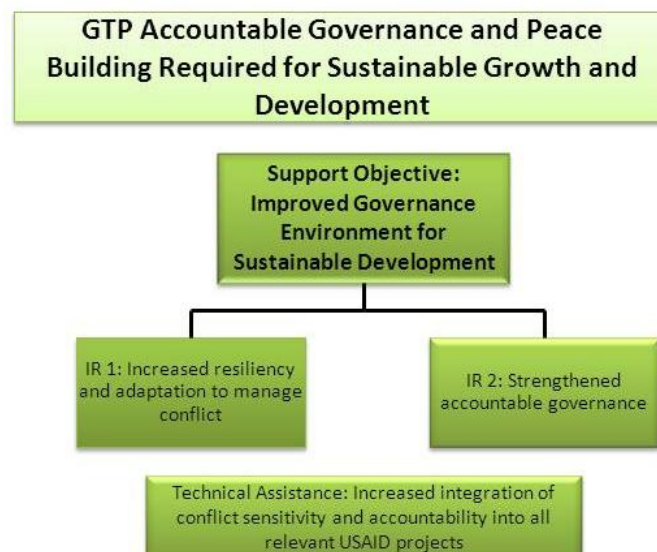 GTP Accountable Governance and Peace
Building Required for Sustainable Growth and
Development
Support Objective:
Improved Governance
Environment for
Sustainable Development
IR 1: Increased resiliency
and adaptation to manage
conflict
IR 2: Strengthened
accountable governance
Technical Assistance: Increased integration of
conflict sensitivity and accountability into all
relevant USAID projects